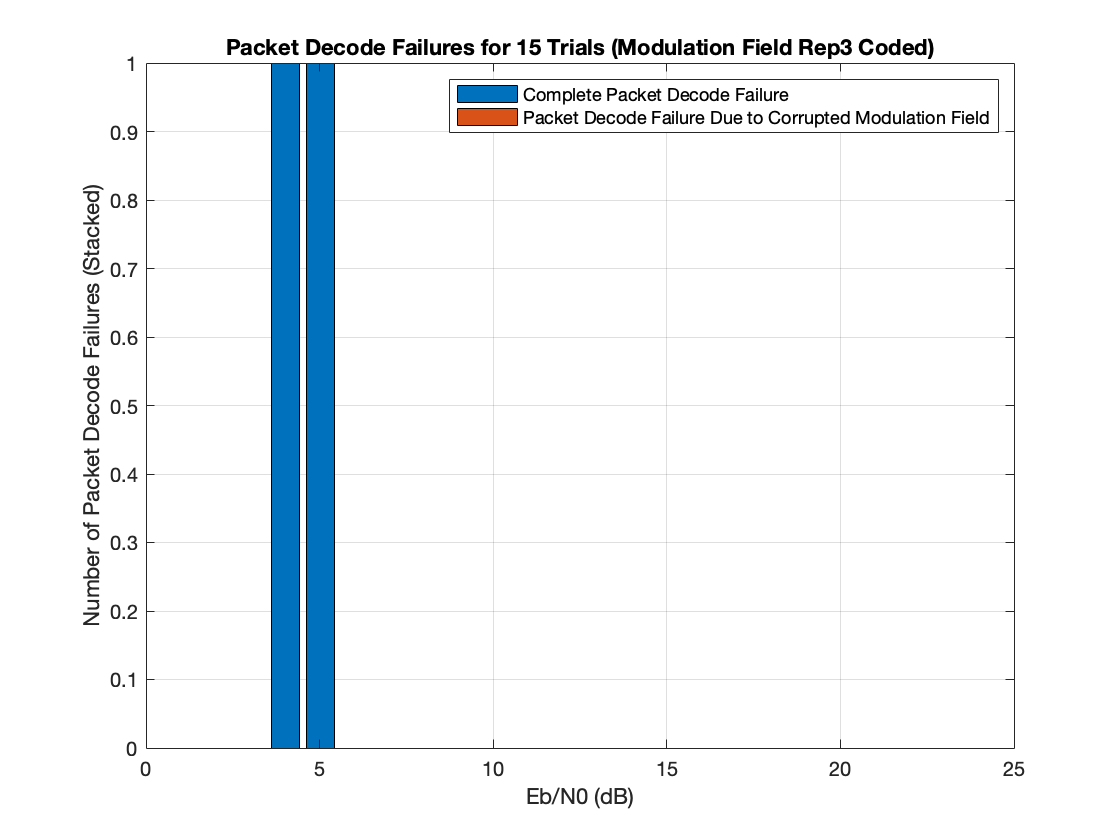 Packet Decode Failures for 15 Trials (Modulation Field Rep3 Coded)
Complete Packet Decode Failure
Packet Decode Failure Due to Corrupted Modulation Field
Number of Packet Decode Failures (Stacked)
1
0.9
0.8
0.7
0.6
0.5
0.4
0.3
0.2
0.1
0
0 5 10 15 20 25
Eb/N0 (dB)